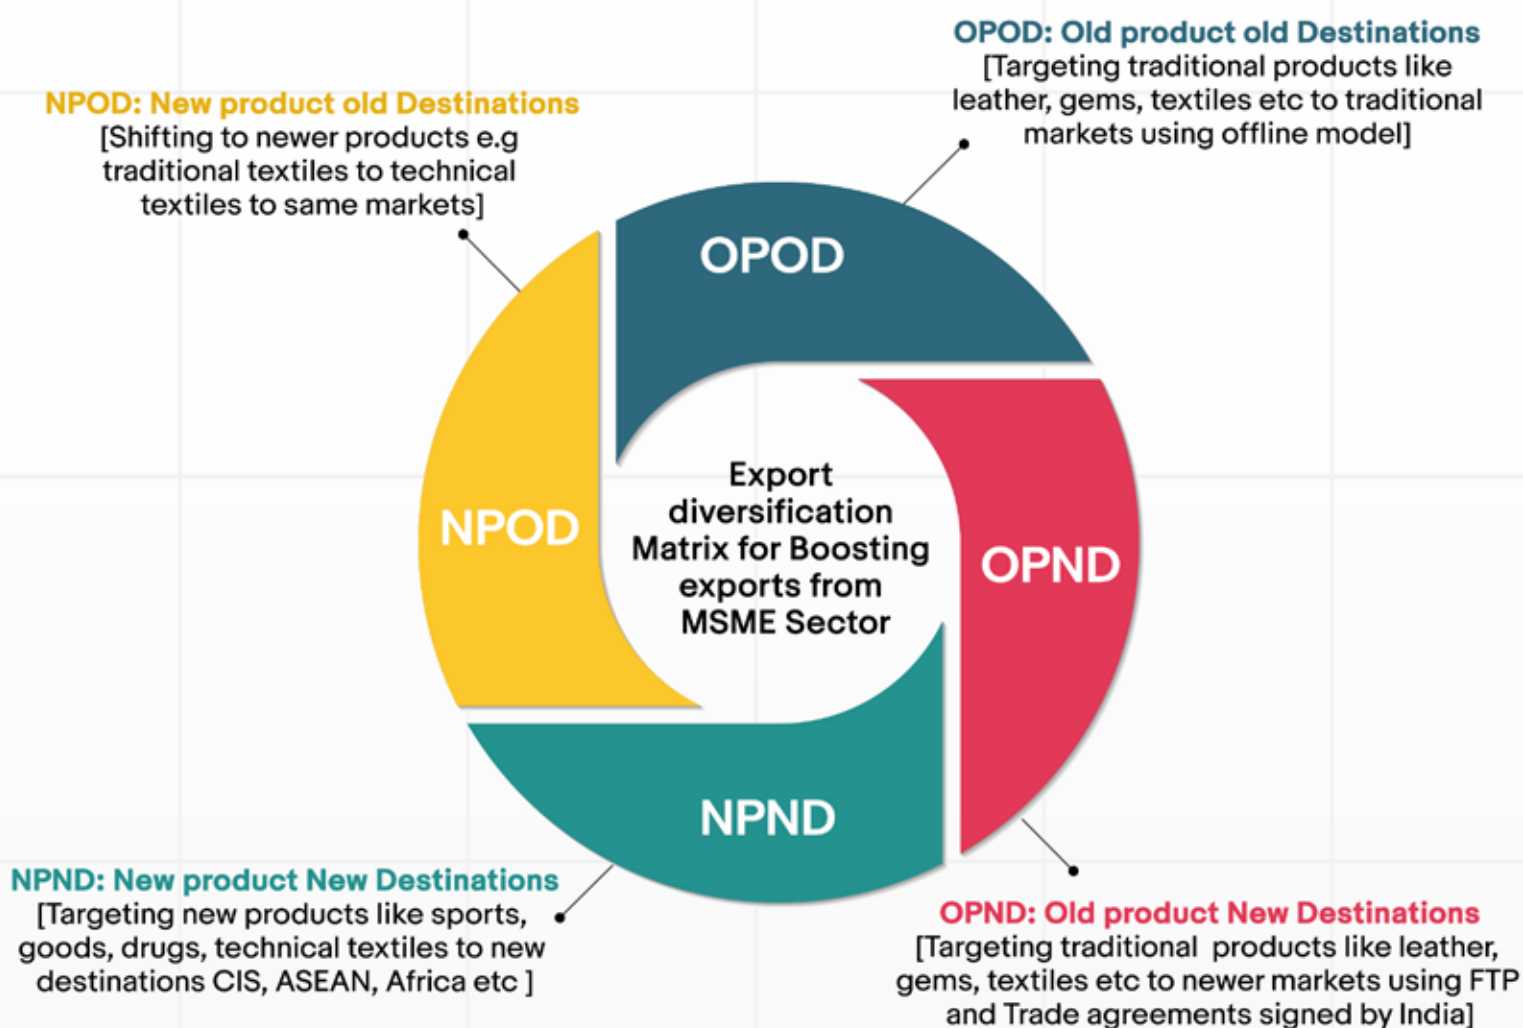 OPOD: Old product old Destinations
[Targeting traditional products like
leather, gems, textiles etc to traditional
markets using offline model]
NPOD: New product old Destinations
[Shifting to newer products e.g
traditional textiles to technical
textiles to same markets]
OPOD
NPOD
Export
diversification
Matrix for Boosting
exports from
MSME Sector
OPND
NPND
NPND: New product New Destinations
[Targeting new products like sports,
goods, drugs, technical textiles to new
destinations CIS, ASEAN, Africa etc ]
OPND: Old product New Destinations
[Targeting traditional  products like leather,
gems, textiles etc to newer markets using FTP
and Trade agreements signed by India]